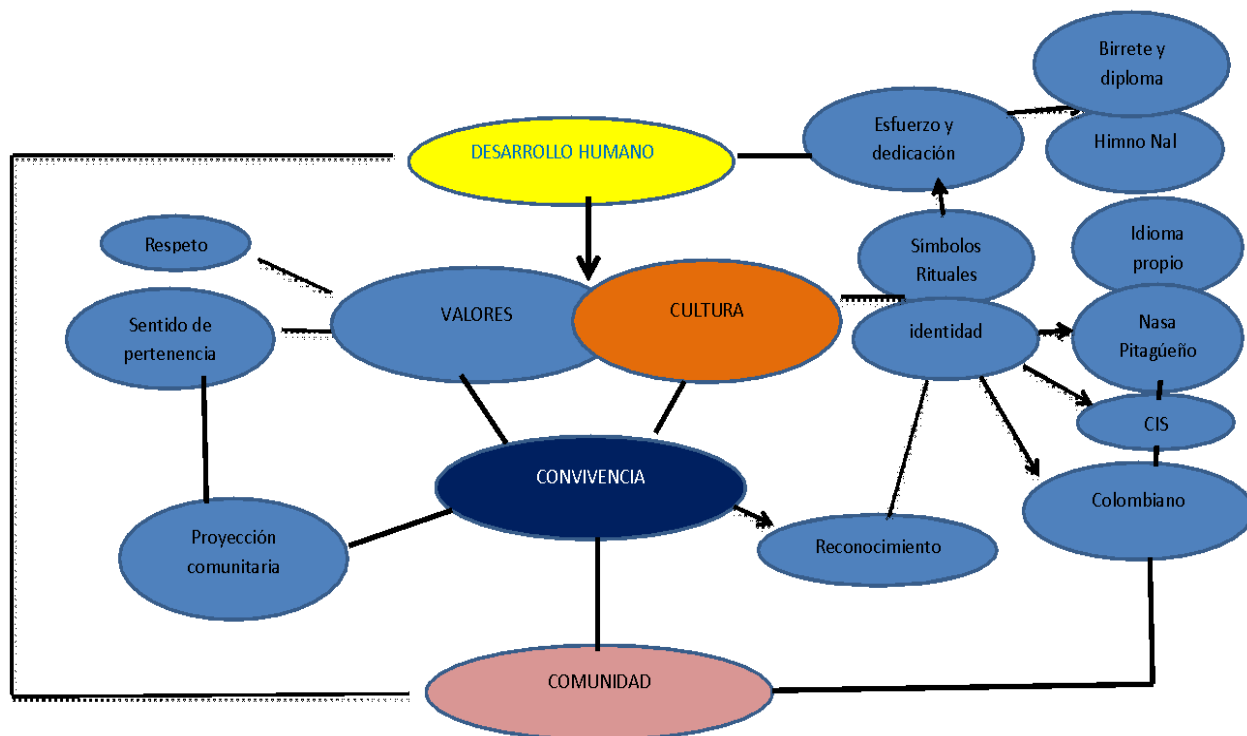 Birrete y
diploma
Esfuerzo y
dedicación
Himno Nal
DESARROLLO HUMANO
Respeto
Símbolos
Rituales
Idioma
propio
VALORES
CULTURA
Sentido de
pertenencia
identidad
Nasa
Pitagüeño
CIS
CONVIVENCIA
Colombiano
Proyección
comunitaria
Reconocimiento
COMUNIDAD